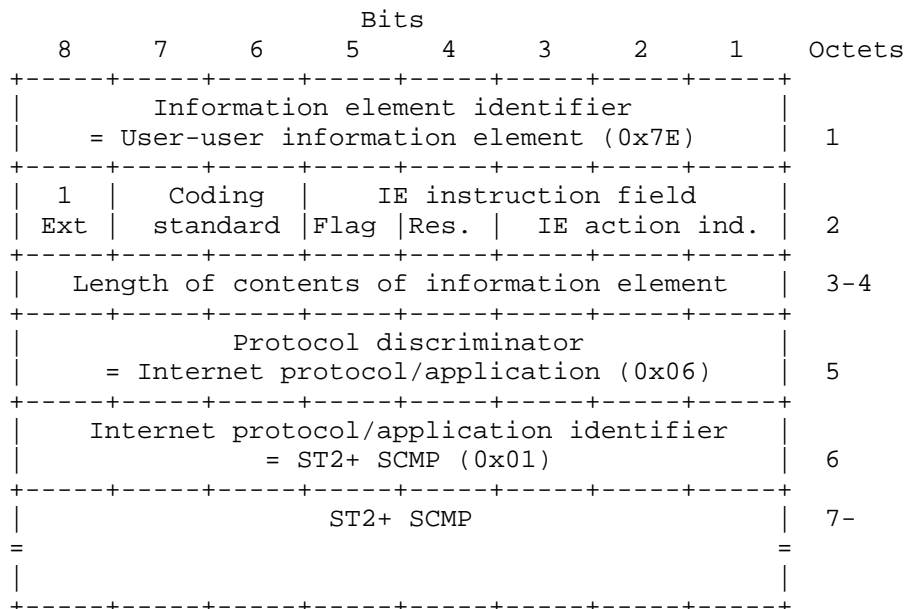 Bits
8     7     6     5     4     3     2     1    Octets
+-----+-----+-----+-----+-----+-----+-----+-----+
|         Information element identifier        |
|    = User-user information element (0x7E)     |  1
+-----+-----+-----+-----+-----+-----+-----+-----+
|  1  |   Coding    |    IE instruction field     |
| Ext |  standard |Flag |Res. |  IE action ind. |  2
+-----+-----+-----+-----+-----+-----+-----+-----+
|   Length of contents of information element   |  3-4
+-----+-----+-----+-----+-----+-----+-----+-----+
|             Protocol discriminator            |
|     = Internet protocol/application (0x06)    |  5
+-----+-----+-----+-----+-----+-----+-----+-----+
|    Internet protocol/application identifier   |
|               = ST2+ SCMP (0x01)              |  6
+-----+-----+-----+-----+-----+-----+-----+-----+
|                   ST2+ SCMP                   |  7-
=                                               =
|                                               |
+-----+-----+-----+-----+-----+-----+-----+-----+